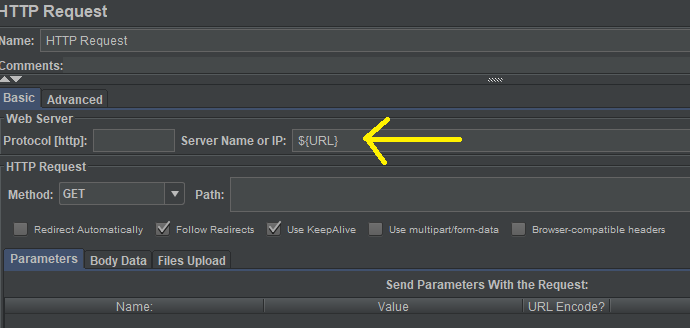 HTTP Request
Name: HTTP Request
Comments:
Basic Advanced
Web Server
Protocol [http]: Server Name or IP: ${URL}
HTTP Request
Method: GET Path:
Redirect Automatically Follow Redirects Use KeepAlive Use multipart/form-data Browser-compatible headers
Parameters Body Data Files Upload
Send Parameters With the Request:
Name: Value URL Encode?